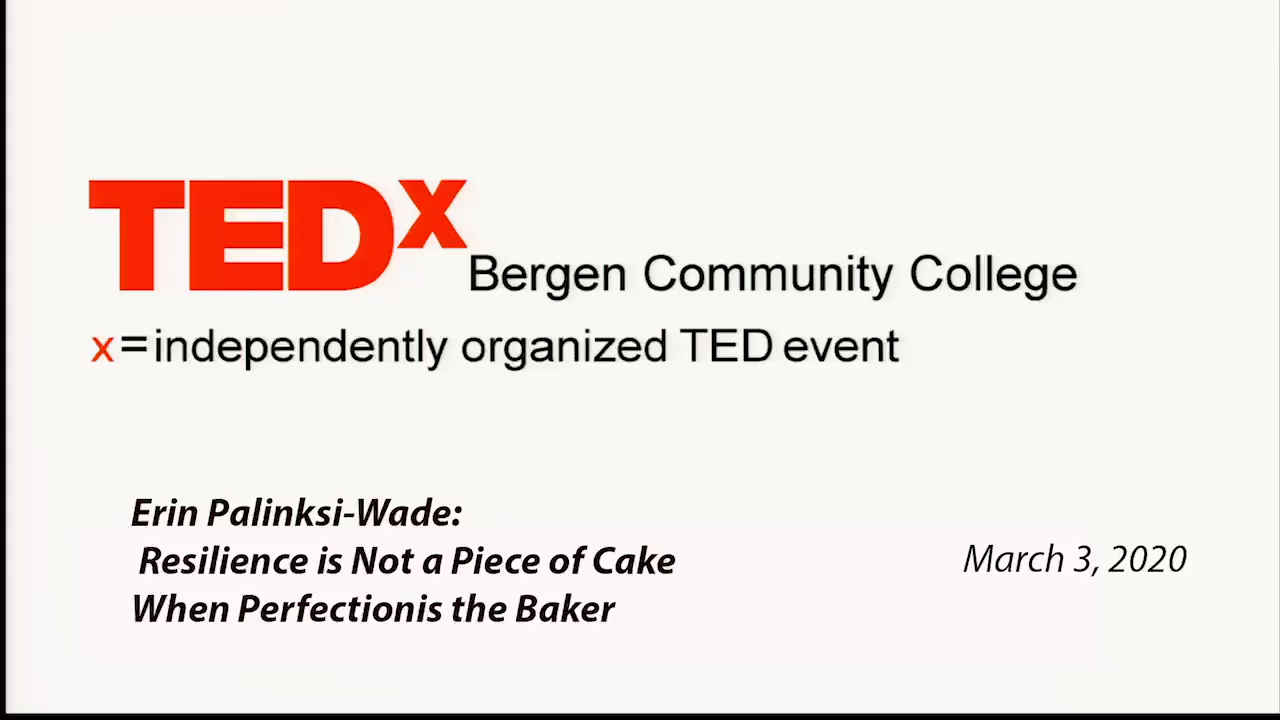 TEDx Bergen Community College
x=independently organized TED event
Erin Palinksi-Wade:
Resilience is Not a Piece of Cake
When Perfectionis the Baker
March 3, 2020